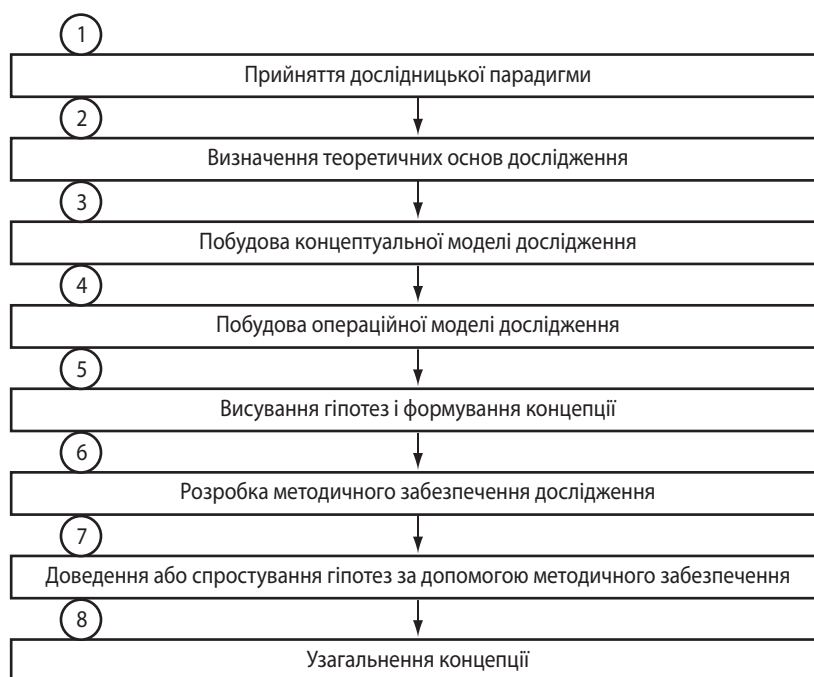 1
Прийняття дослідницької парадигми
2
Визначення теоретичних основ дослідження
3
Побудова концептуальної моделі дослідження
4
Побудова операційної моделі дослідження
5
Висування гіпотез і формування концепції
6
Розробка методичного забезпечення дослідження
7
Доведення або спростування гіпотез за допомогою методичного забезпечення
8
Узагальнення концепції